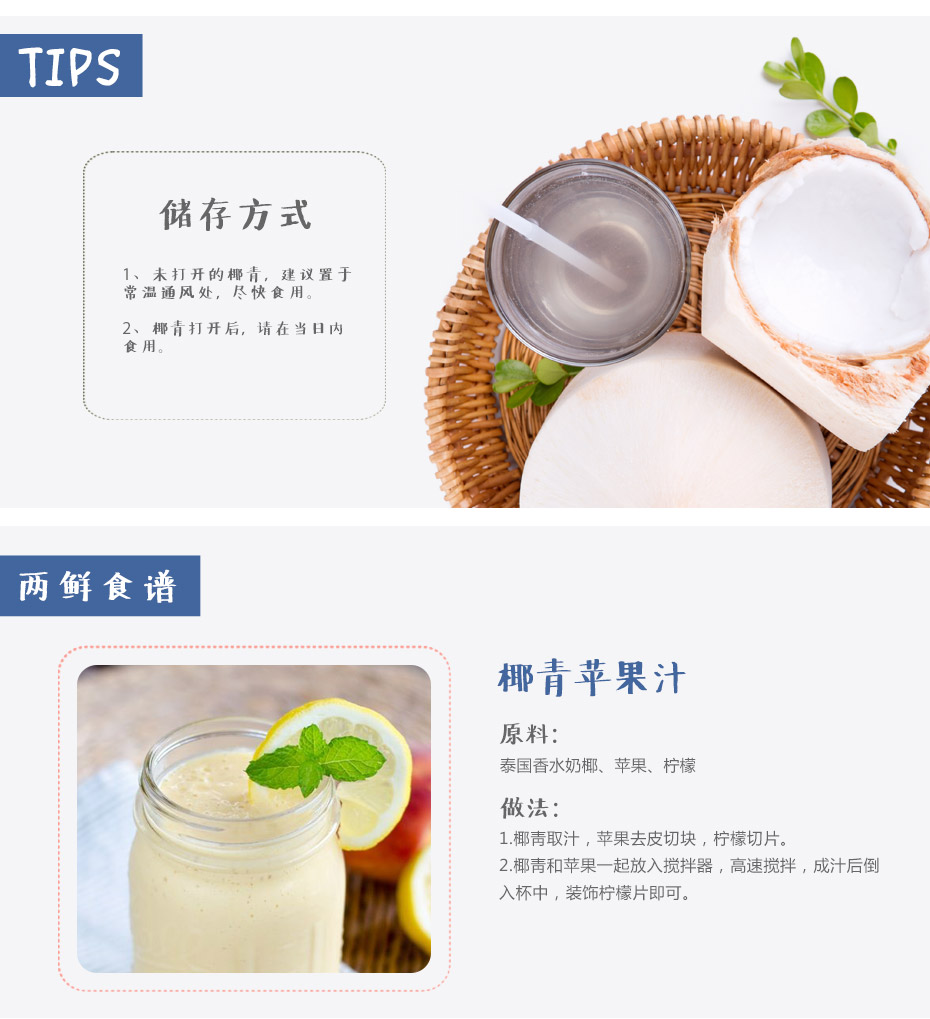 TIPS
储存方式
1、未打开的椰青，建议置于
常温通风处，尽快食用。
2、椰青打开后，请在当日内
食用。
两鲜食谱
椰青苹果汁
原料：
泰国香水奶椰、苹果、柠檬
做法：
1.椰青取汁，苹果去皮切块，柠檬切片。
2.椰青和苹果一起放入搅拌器，高速搅拌，成汁后倒
入杯中，装饰柠檬片即可。